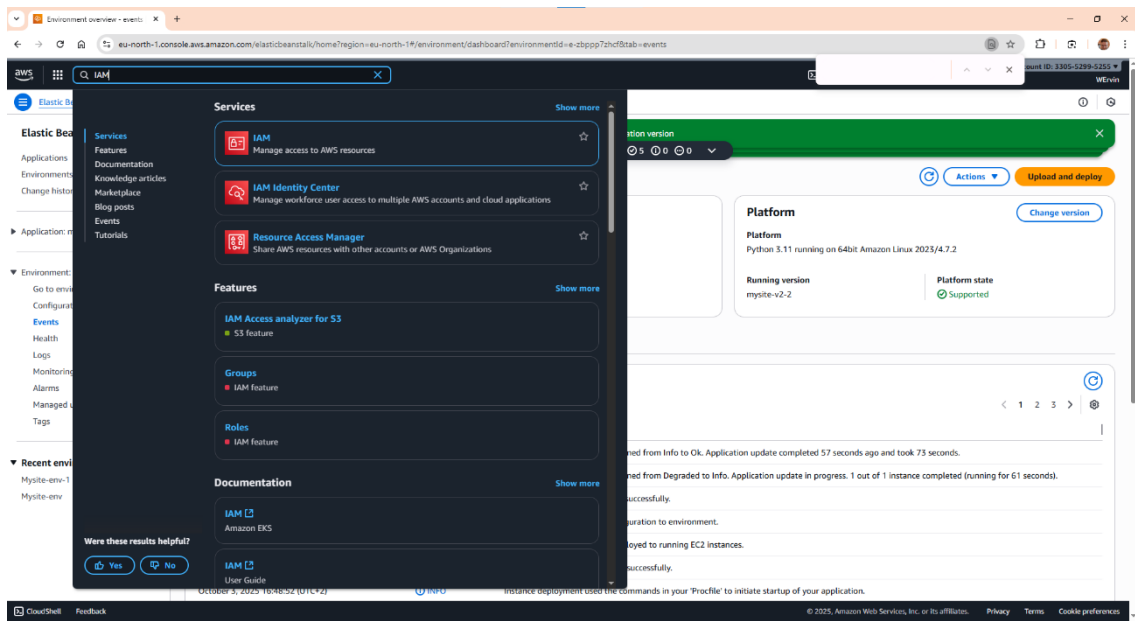 Environment overview - events
eu-north-1.console.aws.amazon.com/elasticbeanstalk/home?region=eu-north-1#/environment/dashboard?environmentId=e-zbppp7zhcf&tab=events
aws
IAM
ount ID: 3305-5299-5255
WErvin
Elastic Be
Elastic Bea
Applications
Environments
Change histor
Application: m
Environment:
Go to envi
Configurat
Events
Health
Logs
Monitoring
Alarms
Managed u
Tags
Recent envi
Mysite-env-1
Mysite-env
Services
Features
Documentation
Knowledge articles
Marketplace
Blog posts
Events
Tutorials
Were these results helpful?
Yes
No
Services
Show more
IAM
Manage access to AWS resources
IAM Identity Center
Manage workforce user access to multiple AWS accounts and cloud applications
Resource Access Manager
Share AWS resources with other accounts or AWS Organizations
Features
Show more
IAM Access analyzer for S3
S3 feature
Groups
IAM feature
Roles
IAM feature
Documentation
Show more
IAM
Amazon EKS
IAM
User Guide
ation version
5 0 0
Actions
Upload and deploy
Platform
Change version
Platform
Python 3.11 running on 64bit Amazon Linux 2023/4.7.2
Running version
Platform state
mysite-v2-2
Supported
1 2 3
ned from Info to Ok. Application update completed 57 seconds ago and took 73 seconds.
ned from Degraded to Info. Application update in progress. 1 out of 1 instance completed (running for 61 seconds).
successfully.
guration to environment.
loyed to running EC2 instances.
successfully.
October 3, 2025 16:48:52 (UTC+2) INFO Instance deployment used the commands in your 'Procfile' to initiate startup of your application.
CloudShell Feedback © 2025, Amazon Web Services, Inc. or its affiliates. Privacy Terms Cookie preferences